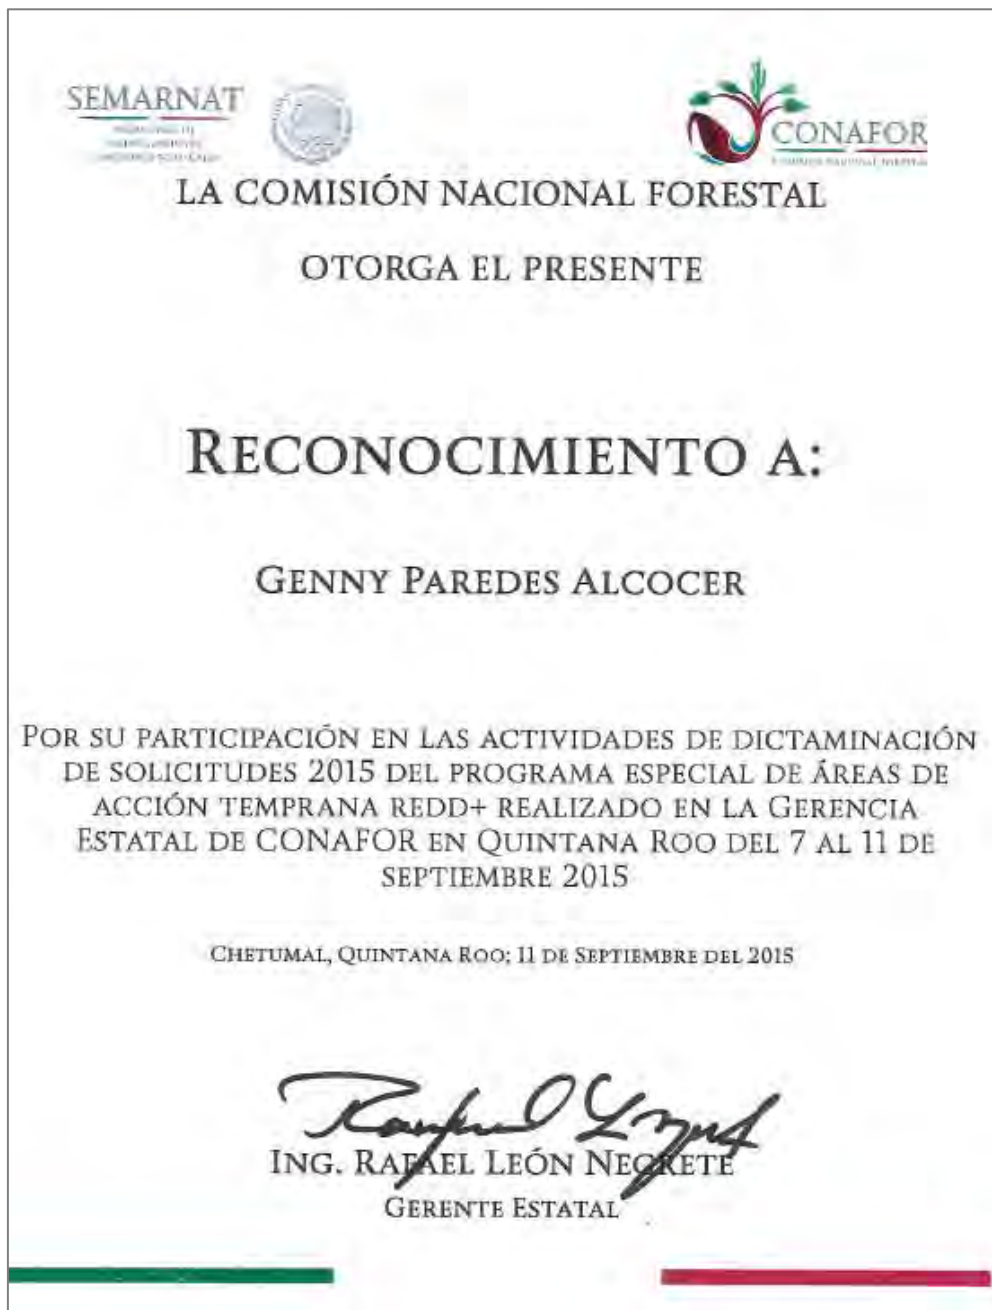 SEMARNAT
CONAFOR
LA COMISIÓN NACIONAL FORESTAL
OTORGA EL PRESENTE
RECONOCIMIENTO A:
GENNY PAREDES ALCOCER
POR SU PARTICIPACIÓN EN LAS ACTIVIDADES DE DICTAMINACIÓN
DE SOLICITUDES 2015 DEL PROGRAMA ESPECIAL DE ÁREAS DE
ACCIÓN TEMPRANA REDD+ REALIZADO EN LA GERENCIA
ESTATAL DE CONAFOR EN QUINTANA ROO DEL 7 AL 11 DE
SEPTIEMBRE 2015
CHETUMAL, QUINTANA ROO; 11 DE SEPTIEMBRE DEL 2015
ING. RAFAEL LEÓN NEGRETE
GERENTE ESTATAL